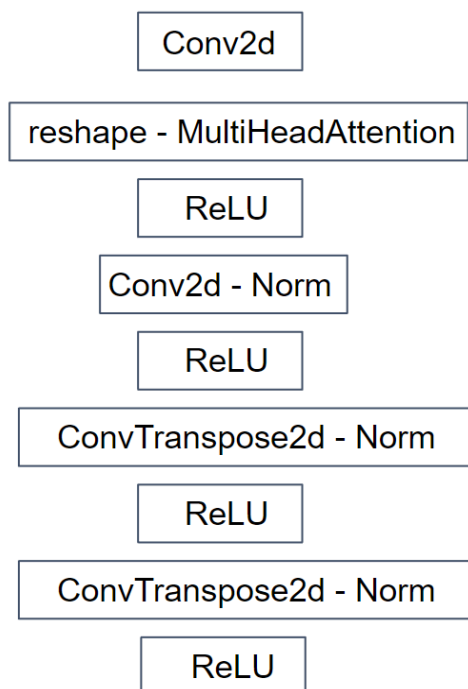 Conv2d
reshape - MultiHeadAttention
ReLU
Conv2d - Norm
ReLU
ConvTranspose2d - Norm
ReLU
ConvTranspose2d - Norm
ReLU